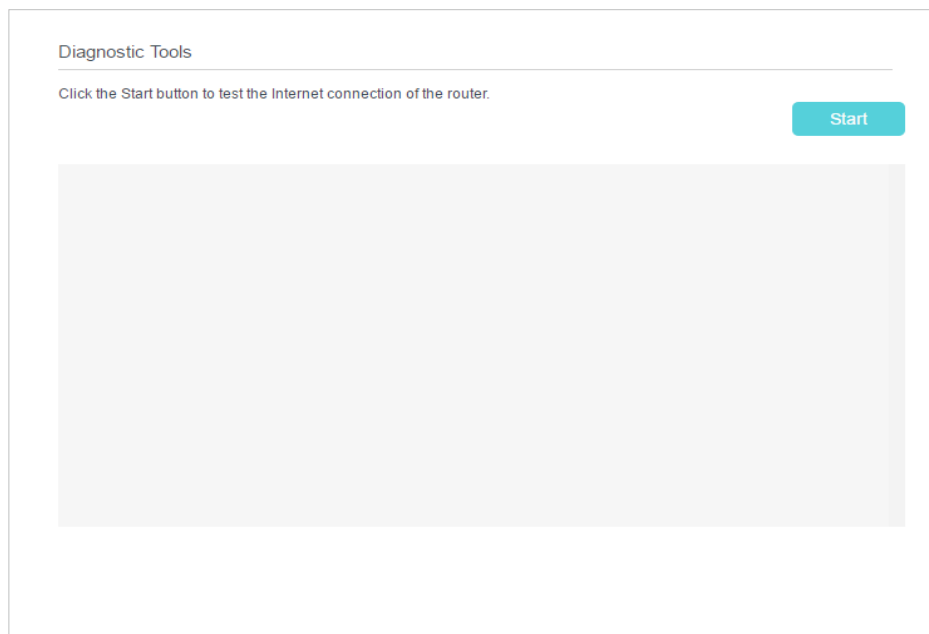 Diagnostic Tools
Click the Start button to test the Internet connection of the router.
Start